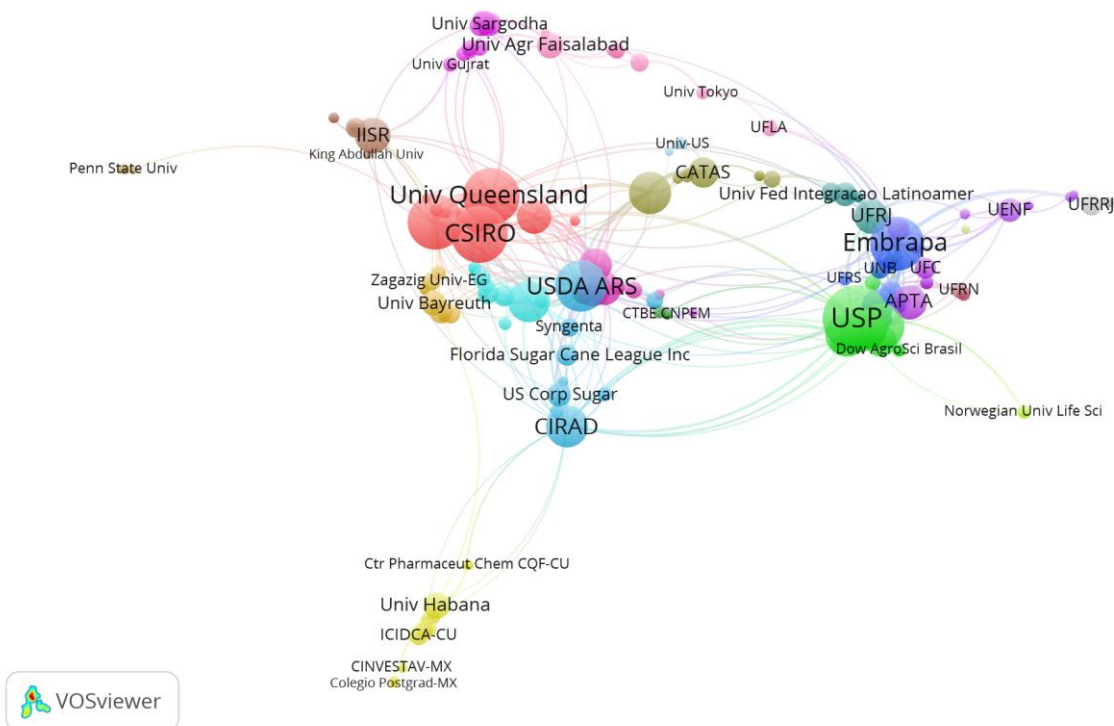 Univ Sargodha
Univ Agr Faisalabad
Univ Gujrat
Univ Tokyo
UFLA
IISR
King Abdullah Univ
Univ-US
Penn State Univ
CATAS
Univ Queensland
Univ Fed Integracao Latinoamer
UENF
UFRRJ
UFRJ
CSIRO
Embrapa
UNB
UFC
UFRS
Zagazig Univ-EG
USDA ARS
UFRN
Univ Bayreuth
APTA
CTBE CNPEM
USP
Syngenta
Dow AgroSci Brasil
Florida Sugar Cane League Inc
US Corp Sugar
Norwegian Univ Life Sci
CIRAD
Ctr Pharmaceut Chem CQF-CU
Univ Habana
ICIDCA-CU
CINVESTAV-MX
Colegio Postgrad-MX
VOSviewer